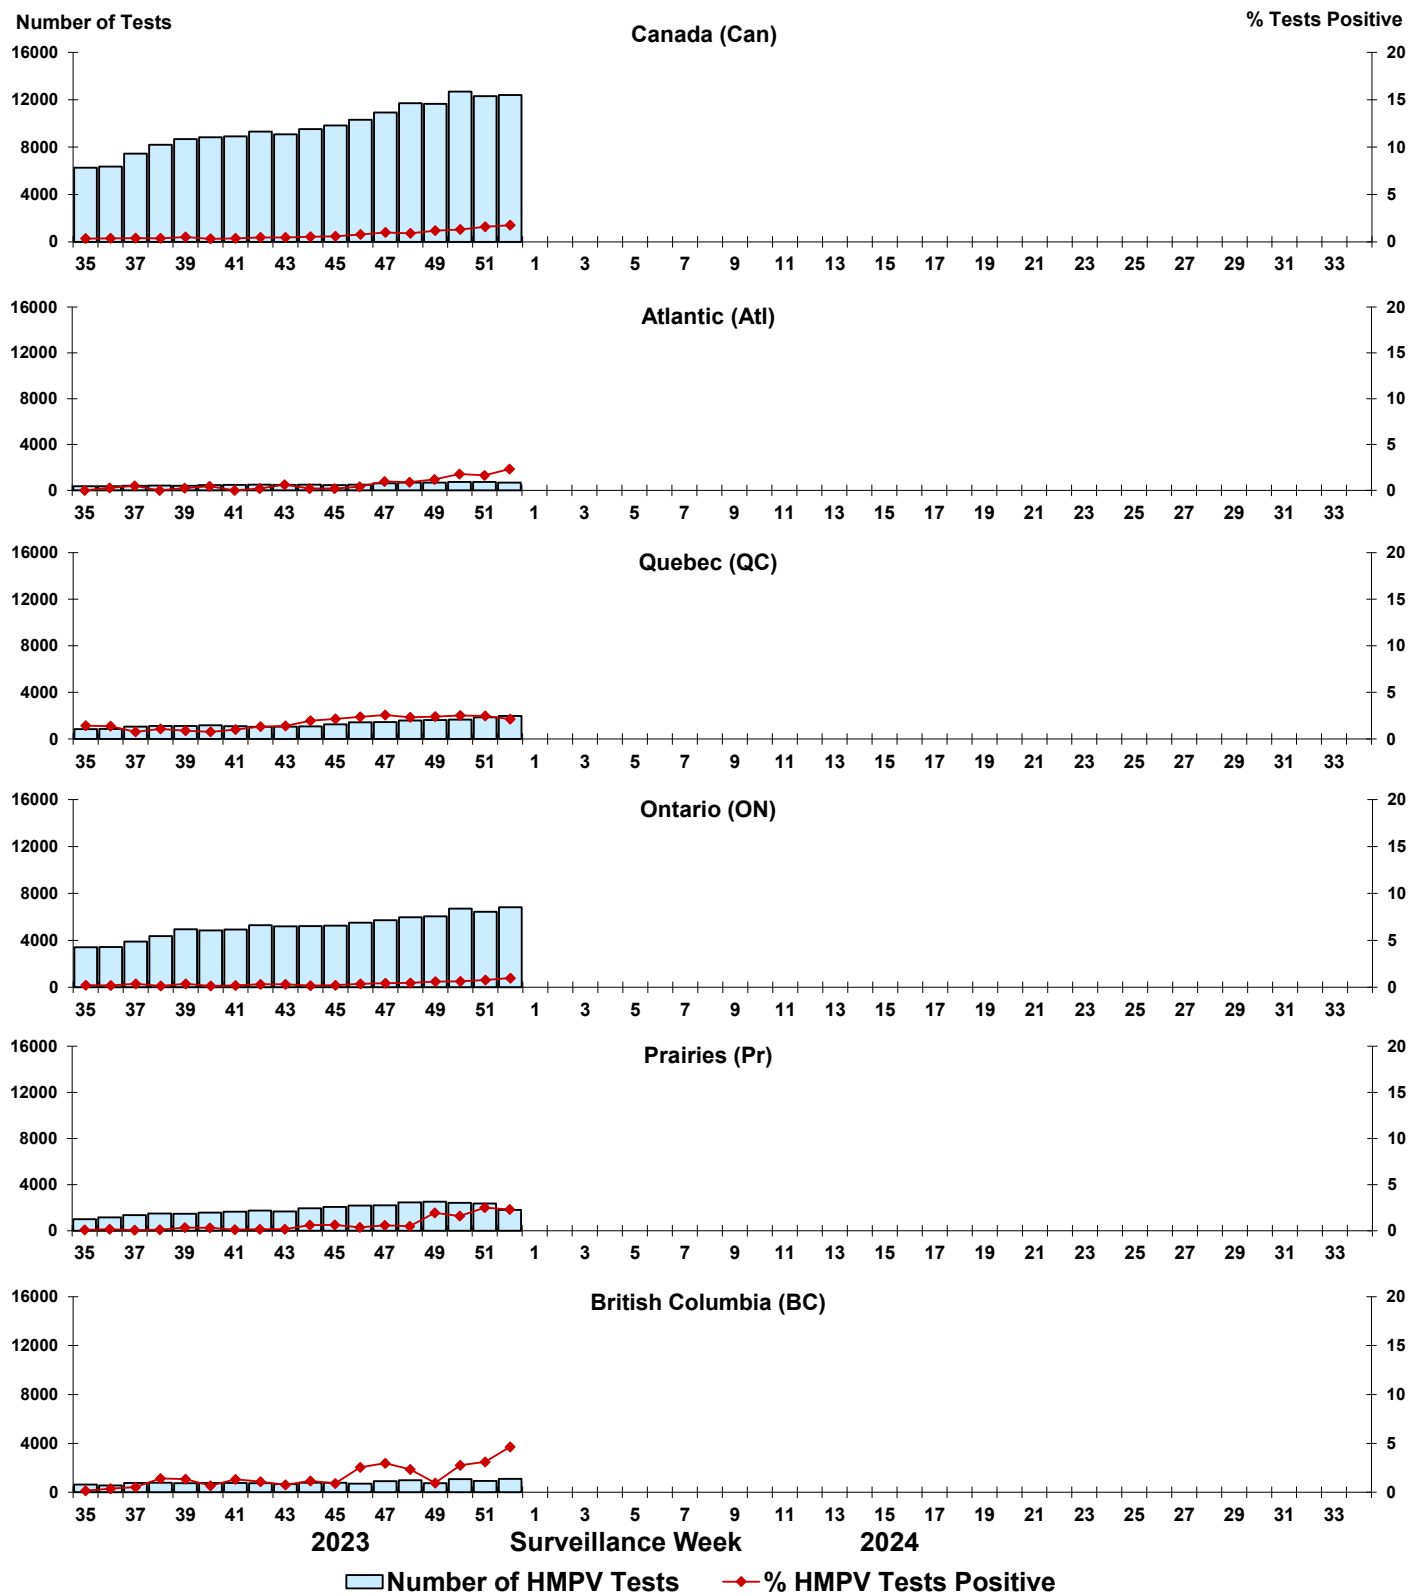 Number of Tests % Tests Positive
Canada (Can)
16000 20
12000 15
8000 10
4000 5
0 0
35 37 39 41 43 45 47 49 51 1 3 5 7 9 11 13 15 17 19 21 23 25 27 29 31 33
Atlantic (Atl)
16000 20
12000 15
8000 10
4000 5
0 0
35 37 39 41 43 45 47 49 51 1 3 5 7 9 11 13 15 17 19 21 23 25 27 29 31 33
Quebec (QC)
16000 20
12000 15
8000 10
4000 5
0 0
35 37 39 41 43 45 47 49 51 1 3 5 7 9 11 13 15 17 19 21 23 25 27 29 31 33
Ontario (ON)
16000 20
12000 15
8000 10
4000 5
0 0
35 37 39 41 43 45 47 49 51 1 3 5 7 9 11 13 15 17 19 21 23 25 27 29 31 33
Prairies (Pr)
16000 20
12000 15
8000 10
4000 5
0 0
35 37 39 41 43 45 47 49 51 1 3 5 7 9 11 13 15 17 19 21 23 25 27 29 31 33
British Columbia (BC)
16000 20
12000 15
8000 10
4000 5
0 0
35 37 39 41 43 45 47 49 51 1 3 5 7 9 11 13 15 17 19 21 23 25 27 29 31 33
2023 Surveillance Week 2024
Number of HMPV Tests % HMPV Tests Positive